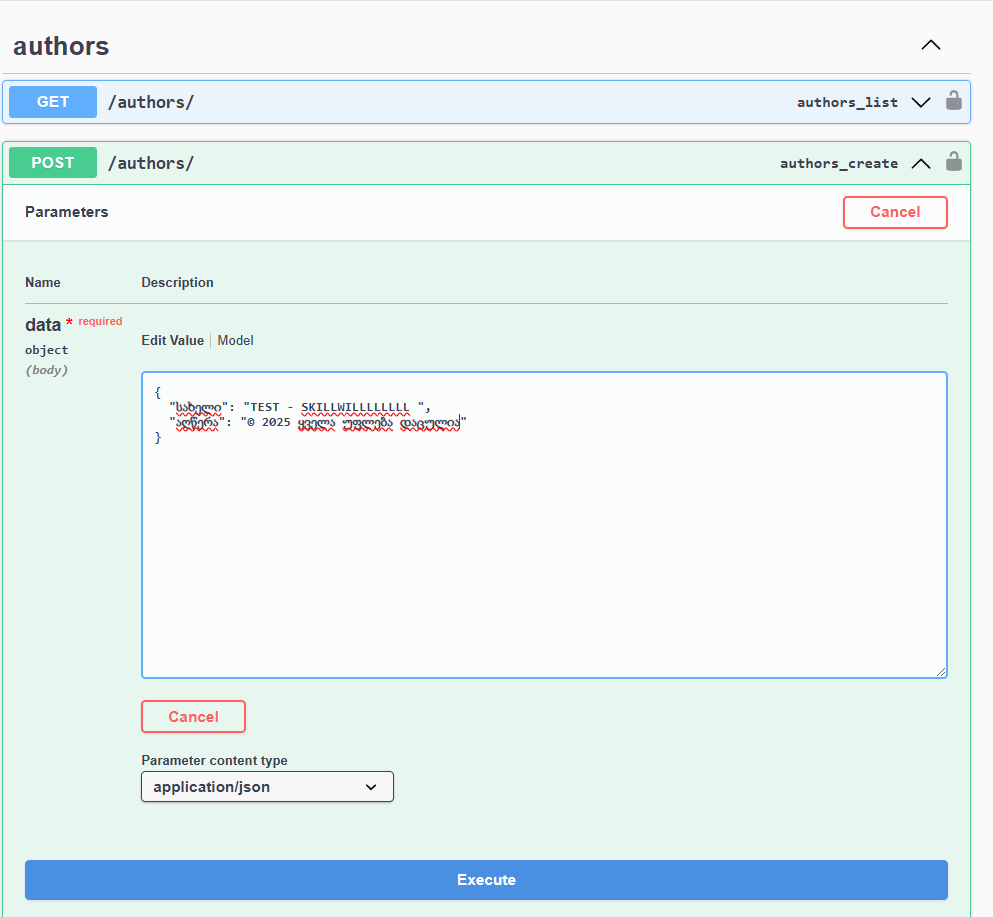 authors
GET /authors/ authors_list
POST /authors/ authors_create
Parameters Cancel
Name Description
data * required
object
(body)
Edit Value Model
{
"სახელი": "TEST - SKILLWILLLLLLLL ",
"აღწერა": "© 2025 ყველა უფლება დაცულია"
}
Cancel
Parameter content type
application/json
Execute